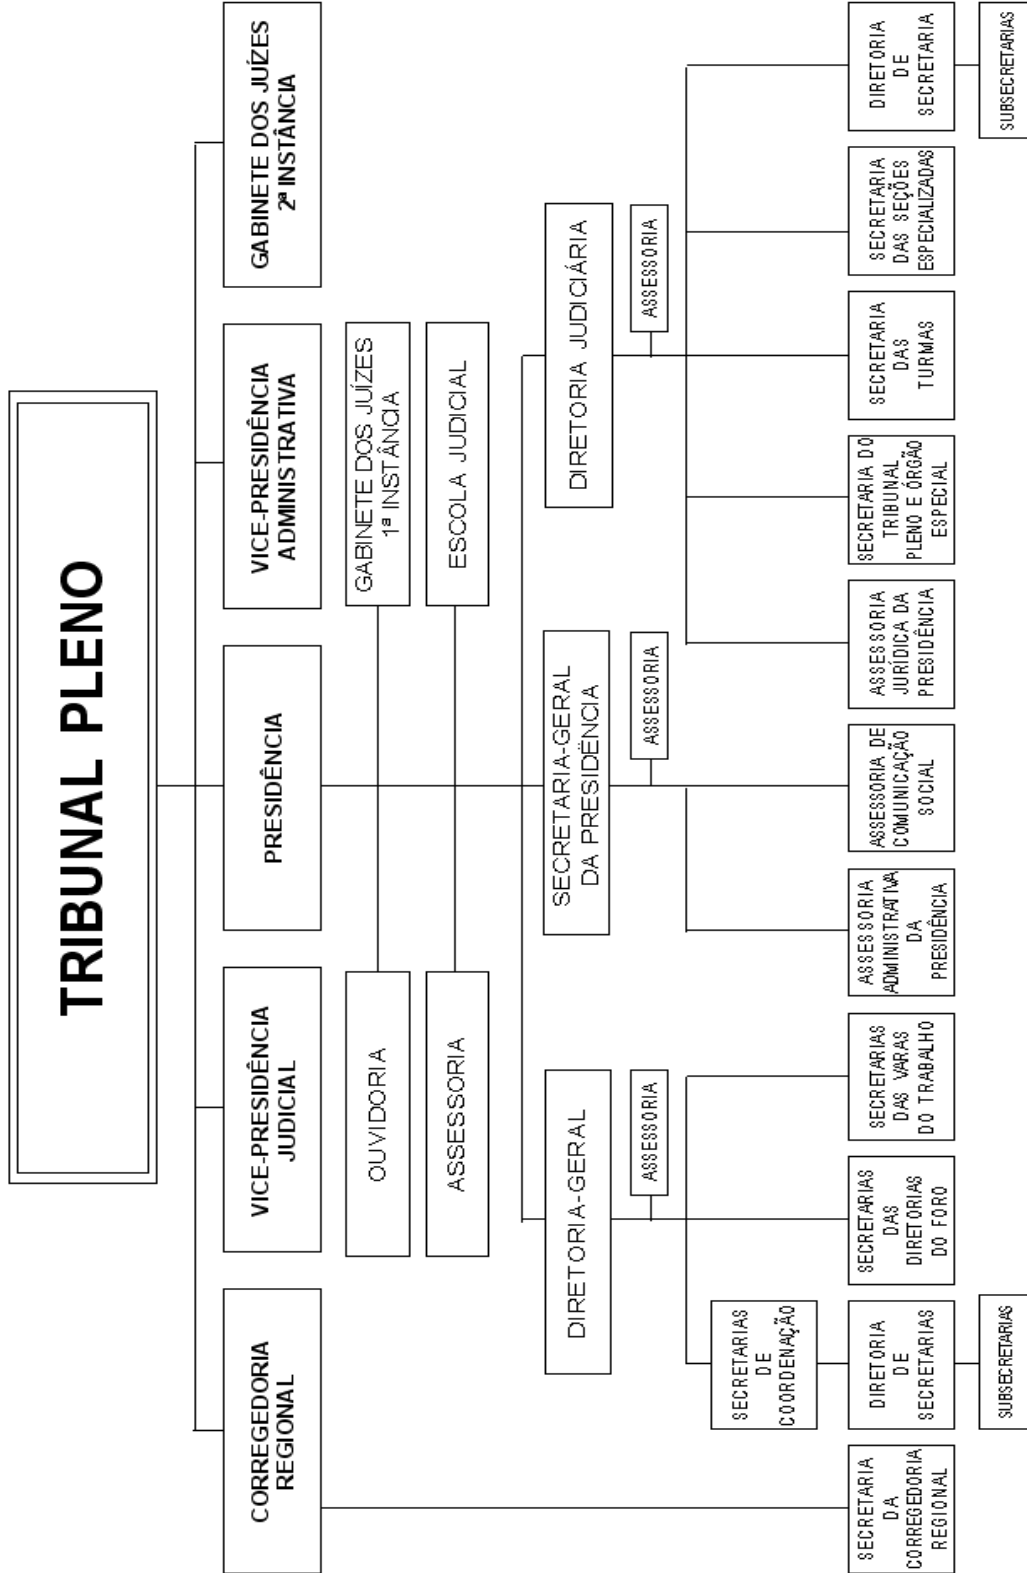 TRIBUNAL PLENO
CORREGEDORIA
REGIONAL
VICE-PRESIDÊNCIA
JUDICIAL
PRESIDÊNCIA
VICE-PRESIDÊNCIA
ADMINISTRATIVA
GABINETE DOS JUÍZES
2ª INSTÂNCIA
OUVIDORIA
GABINETE DOS JUÍZES
1ª INSTÂNCIA
ASSESSORIA
ESCOLA JUDICIAL
DIRETORIA-GERAL
SECRETARIA-GERAL
DA PRESIDÊNCIA
DIRETORIA JUDICIÁRIA
ASSESSORIA
ASSESSORIA
ASSESSORIA
SECRETARIAS
DE
COORDENAÇÃO
SECRETARIA
DA
CORREGEDORIA
REGIONAL
DIRETORIA
DE
SECRETARIAS
SECRETARIAS
DAS
DIRETORIAS
DO FORO
SECRETARIAS
DAS VARAS
DO TRABALHO
ASSESSORIA
ADMINISTRATIVA
DA
PRESIDÊNCIA
ASSESSORIA DE
COMUNICAÇÃO
SOCIAL
ASSESSORIA
JURÍDICA DA
PRESIDÊNCIA
SECRETARIA DO
TRIBUNAL
PLENO E ÓRGÃO
ESPECIAL
SECRETARIA
DAS
TURMAS
SECRETARIA
DAS SEÇÕES
ESPECIALIZADAS
DIRETORIA
DE
SECRETARIA
SUBSECRETARIAS
SUBSECRETARIAS